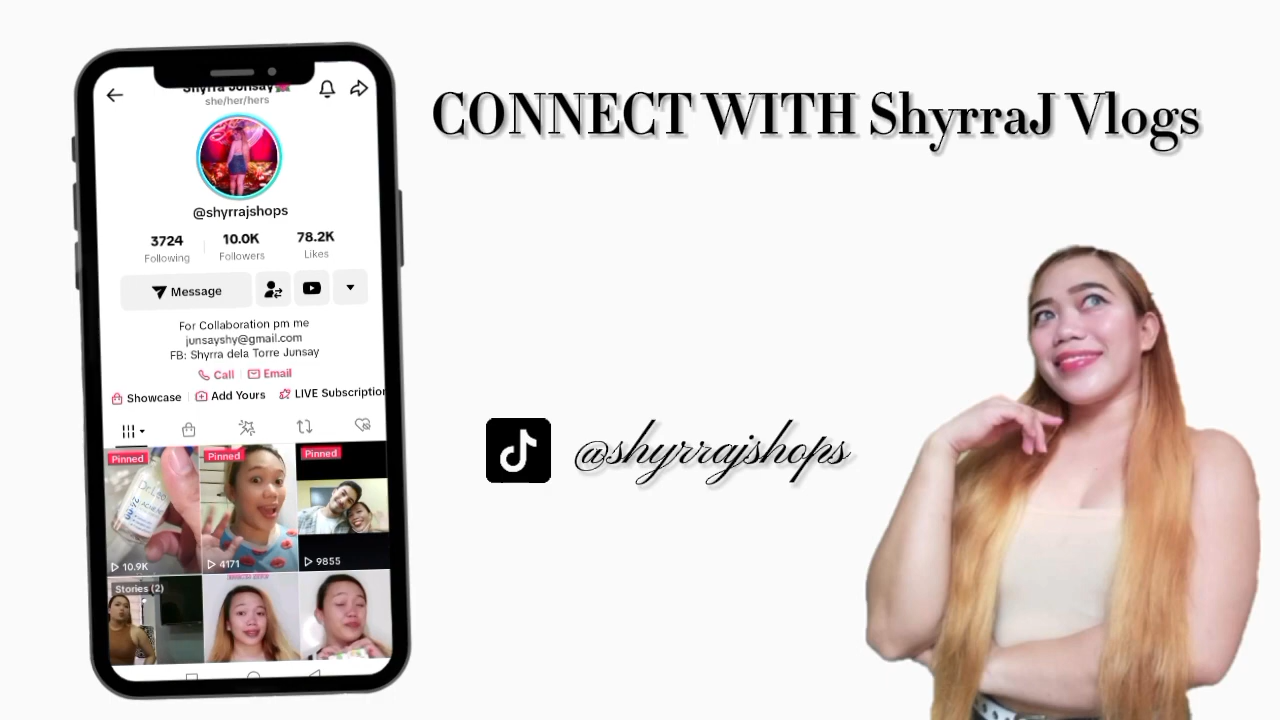 CONNECT WITH ShyrraJ Vlogs
Shyrra Junsay
she/her/hers
@shyrrajshops
3724
10.0K
78.2K
Following
Followers
Likes
Message
For Collaboration pm me
junsayshy@gmail.com
FB: Shyrra dela Torre Junsay
Call
Email
Showcase
Add Yours
LIVE Subscription
Pinned
Pinned
Pinned
10.9K
4171
9855
Stories (2)
@shyrrajshops